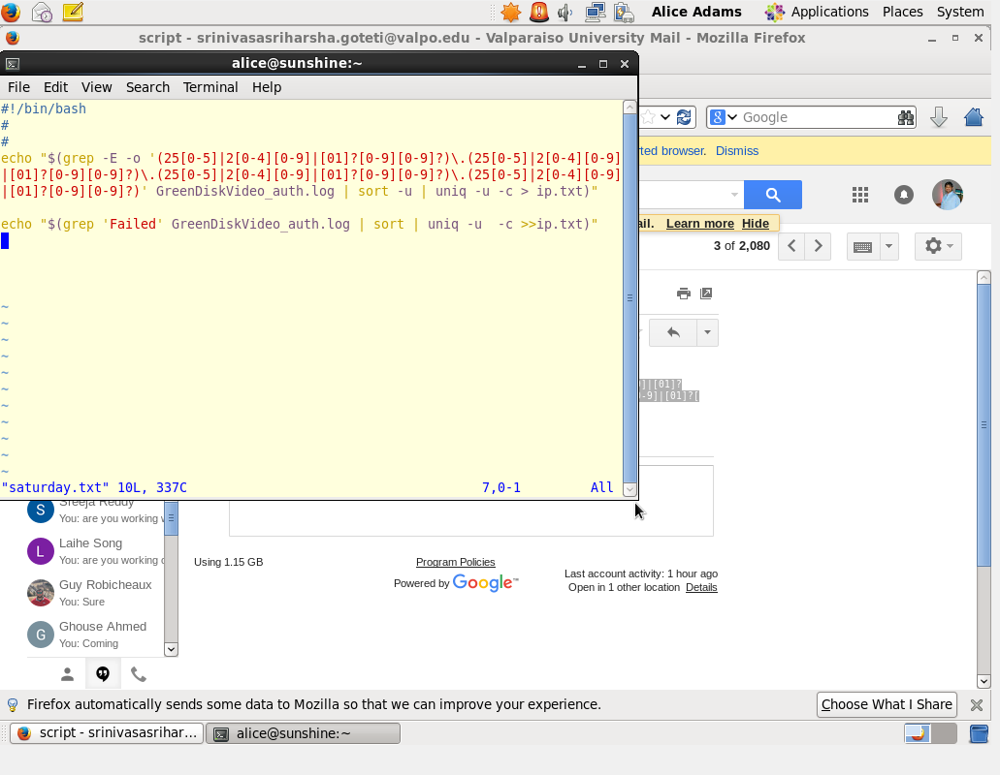 Alice Adams
Applications Places System
script - srinivasasriharsha.goteti@valpo.edu - Valparaiso University Mail - Mozilla Firefox
alice@sunshine:~
File Edit View Search Terminal Help
#!/bin/bash
#
#
echo "$(grep -E -o '(25[0-5]|2[0-4][0-9]|[01]?[0-9][0-9]?)\.(25[0-5]|2[0-4][0-9]
|[01]?[0-9][0-9]?)\.(25[0-5]|2[0-4][0-9]|[01]?[0-9][0-9]?)\.(25[0-5]|2[0-4][0-9]
|[01]?[0-9][0-9]?)' GreenDiskVideo_auth.log | sort -u | uniq -u -c > ip.txt)"
echo "$(grep 'Failed' GreenDiskVideo_auth.log | sort | uniq -u  -c >>ip.txt)"
~
~
~
~
~
~
~
~
~
~
~
"saturday.txt" 10L, 337C 7,0-1 All
8 Google
rted browser. Dismiss
ail. Learn more Hide
3 of 2,080
]|[01]?
0-9]|[01]?[
S Sreeja Reddy
You: are you working
L Laihe Song
You: are you working
Guy Robicheaux
You: Sure
G Ghouse Ahmed
You: Coming
Using 1.15 GB
Program Policies
Powered by Google™
Last account activity: 1 hour ago
Open in 1 other location Details
Firefox automatically sends some data to Mozilla so that we can improve your experience. Choose What I Share
script - srinivasasrihar... alice@sunshine:~